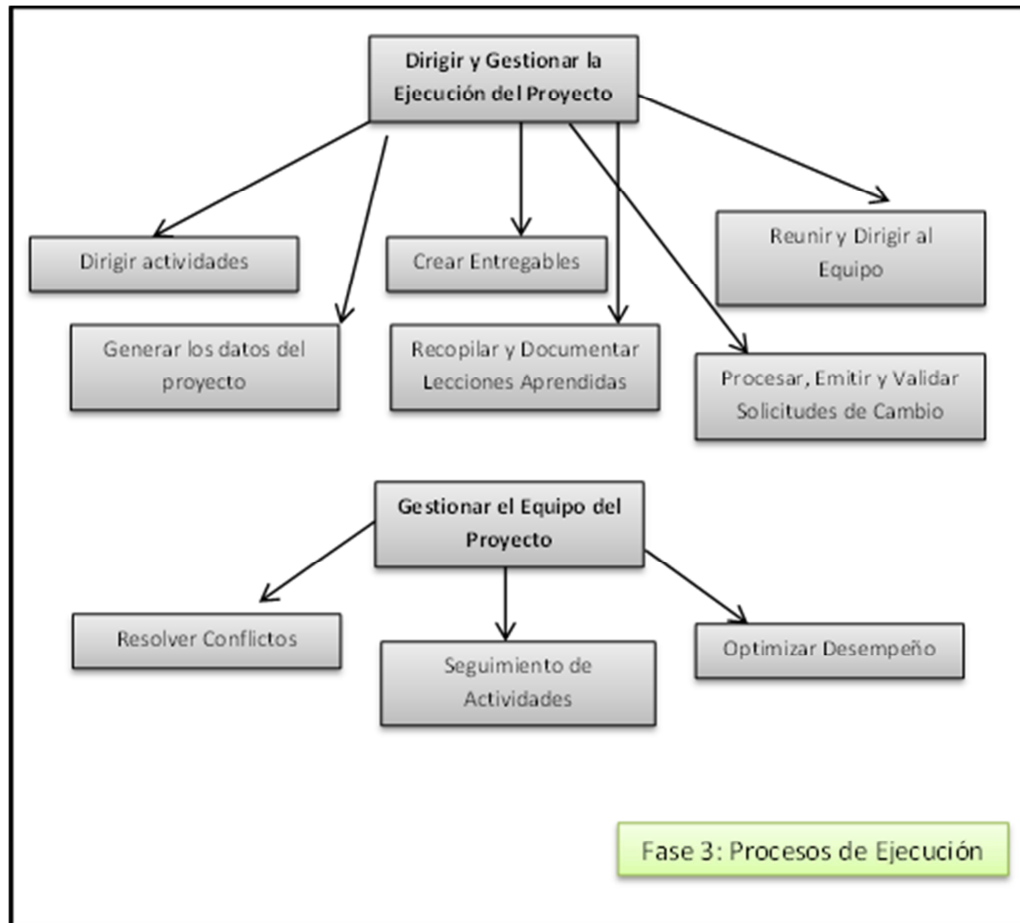 Dirigir y Gestionar la
Ejecución del Proyecto
Dirigir actividades
Crear Entregables
Reunir y Dirigir al
Equipo
Generar los datos del
proyecto
Recopilar y Documentar
Lecciones Aprendidas
Procesar, Emitir y Validar
Solicitudes de Cambio
Gestionar el Equipo del
Proyecto
Resolver Conflictos
Seguimiento de
Actividades
Optimizar Desempeño
Fase 3: Procesos de Ejecución